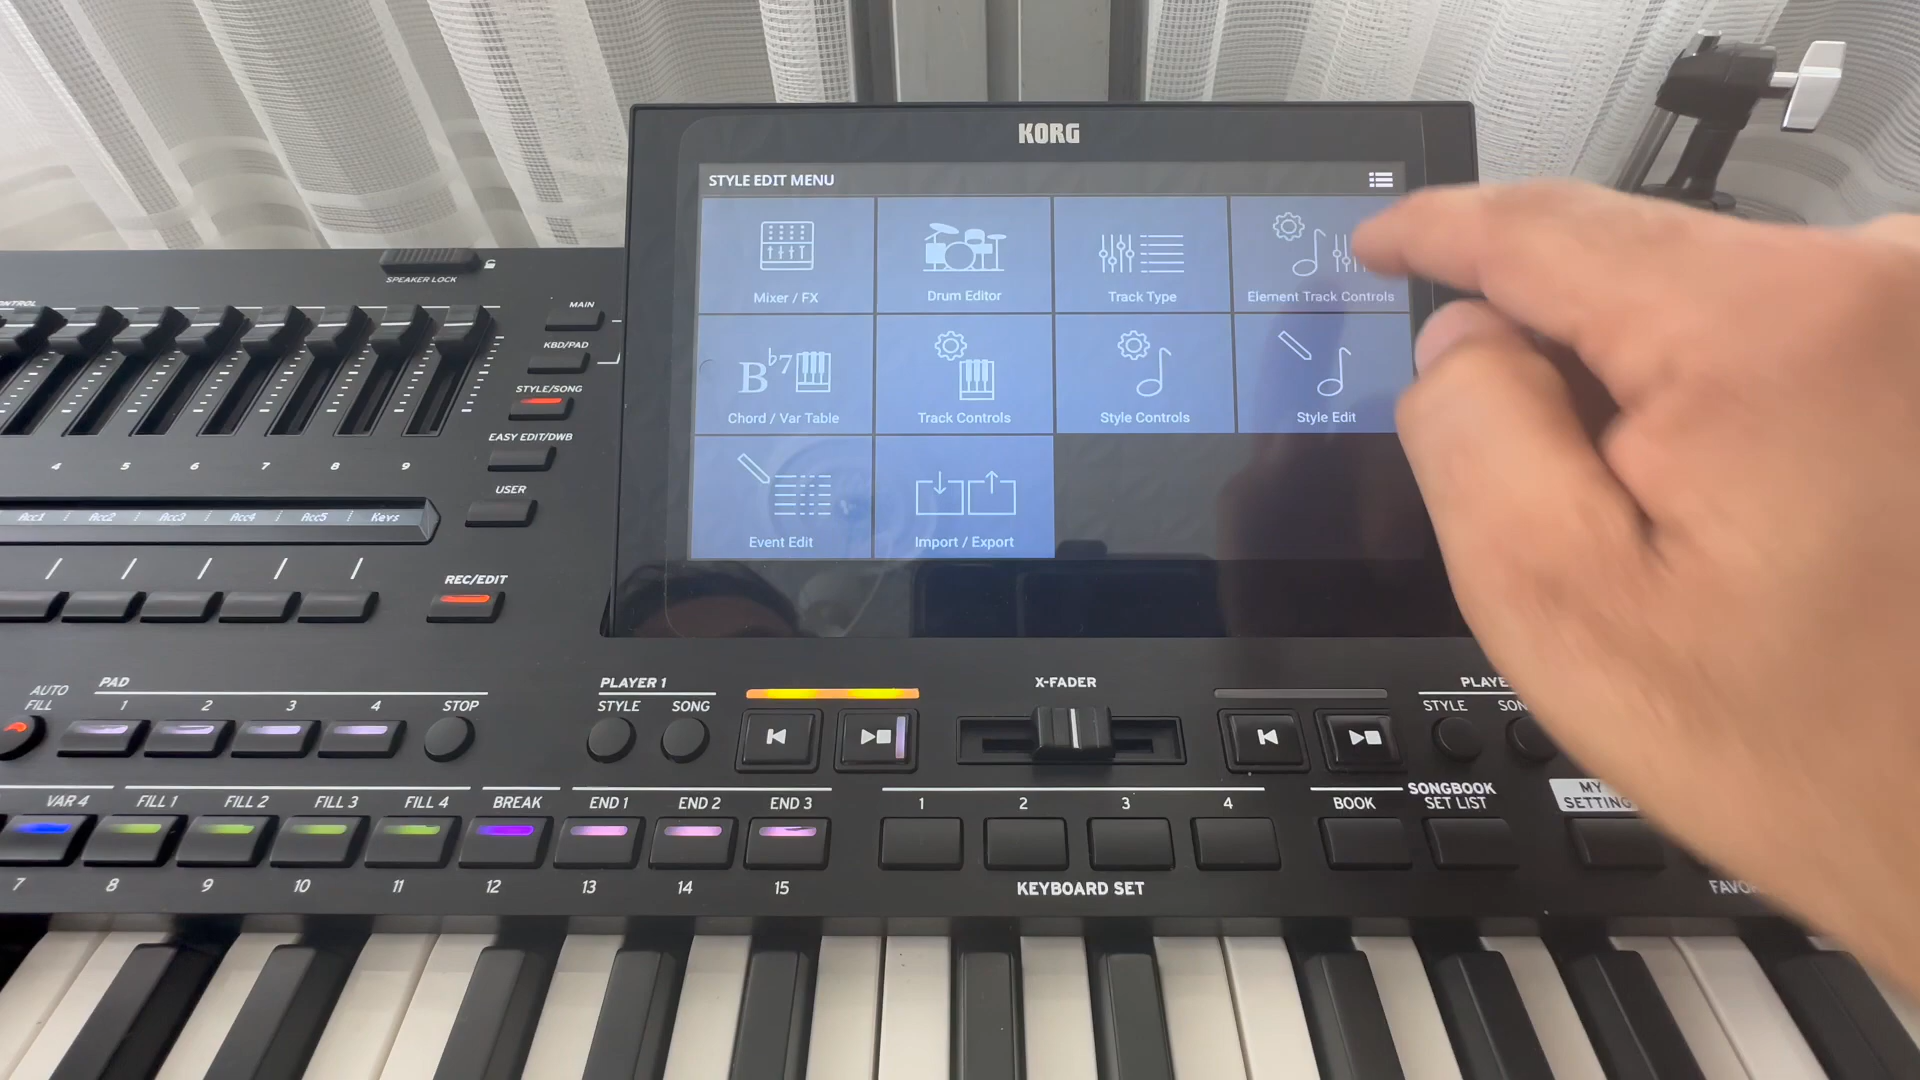 KORG
STYLE EDIT MENU
Mixer / FX
Drum Editor
Track Type
Element Track Controls
B♭7
Chord / Var Table
Track Controls
Style Controls
Style Edit
Event Edit
Import / Export
SPEAKER LOCK
MAIN
KBD/PAD
STYLE/SONG
EASY EDIT/DWB
USER
4 5 6 7 8 9
Acc1 Acc2 Acc3 Acc4 Acc5 Keys
REC/EDIT
AUTO
FILL
PAD
1 2 3 4 STOP
PLAYER 1
STYLE SONG
X-FADER
STYLE
VAR 4 FILL 1 FILL 2 FILL 3 FILL 4 BREAK END 1 END 2 END 3
1 2 3 4
BOOK
SONGBOOK
SET LIST
MY
SETTING
7 8 9 10 11 12 13 14 15
KEYBOARD SET